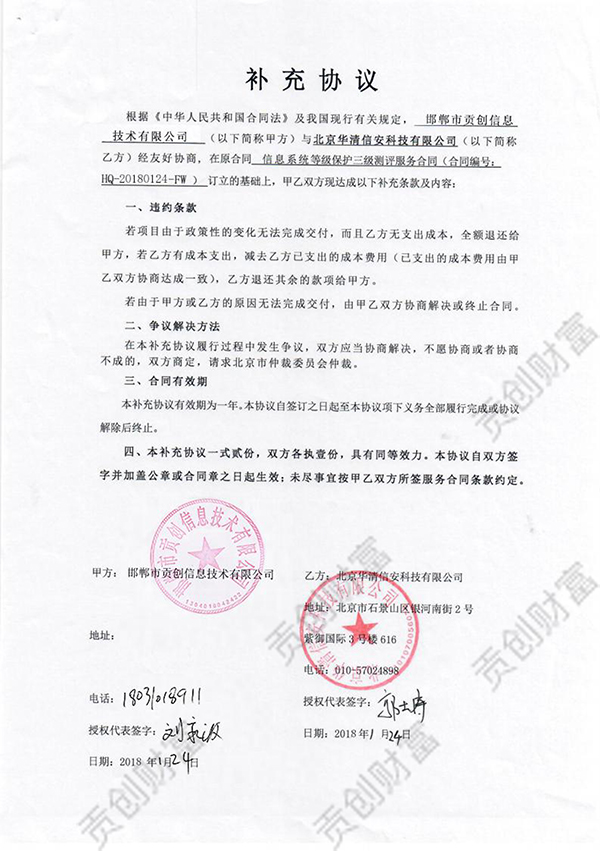 补充协议
根据《中华人民共和国合同法》及我国现行有关规定，邯郸市贡创信息
技术有限公司（以下简称甲方）与北京华清信安科技有限公司（以下简称
乙方）经友好协商，在原合同 信息系统等级保护三级测评服务合同（合同编号：
HQ-20180124-FW ）订立的基础上，甲乙双方现达成以下补充条款及内容：
一、违约条款
若项目由于政策性的变化无法完成交付，而且乙方无支出成本，全额退还给
甲方，若乙方有成本支出，减去乙方已支出的成本费用（已支出的成本费用由甲
乙双方协商达成一致），乙方退还其余的款项给甲方。
若由于甲方或乙方的原因无法完成交付，由甲乙双方协商解决或终止合同。
二、争议解决方法
在本补充协议履行过程中发生争议，双方应当协商解决，不愿协商或者协商
不成的，双方商定，请求北京市仲裁委员会仲裁。
三、合同有效期
本补充协议有效期为一年。本协议自签订之日起至本协议项下义务全部履行完成或协议
解除后终止。
四、本补充协议一式贰份，双方各执壹份，具有同等效力。本协议自双方签
字并加盖公章或合同章之日起生效；未尽事宜按甲乙双方所签服务合同条款约定。
甲方： 邯郸市贡创信息技术有限公司
地址：
电话：18031018911
授权代表签字：
日期：2018年1月24日
乙方：北京华清信安科技有限公司
地址：北京市石景山区银河南街2号
紫御国际3号楼616
电话：010-57024898
授权代表签字：
日期：2018年1月24日
邯郸市贡创信息技术有限公司
北京华清信安科技有限公司
贡创财富
贡创财富
贡创财富
贡创财富
贡创财富